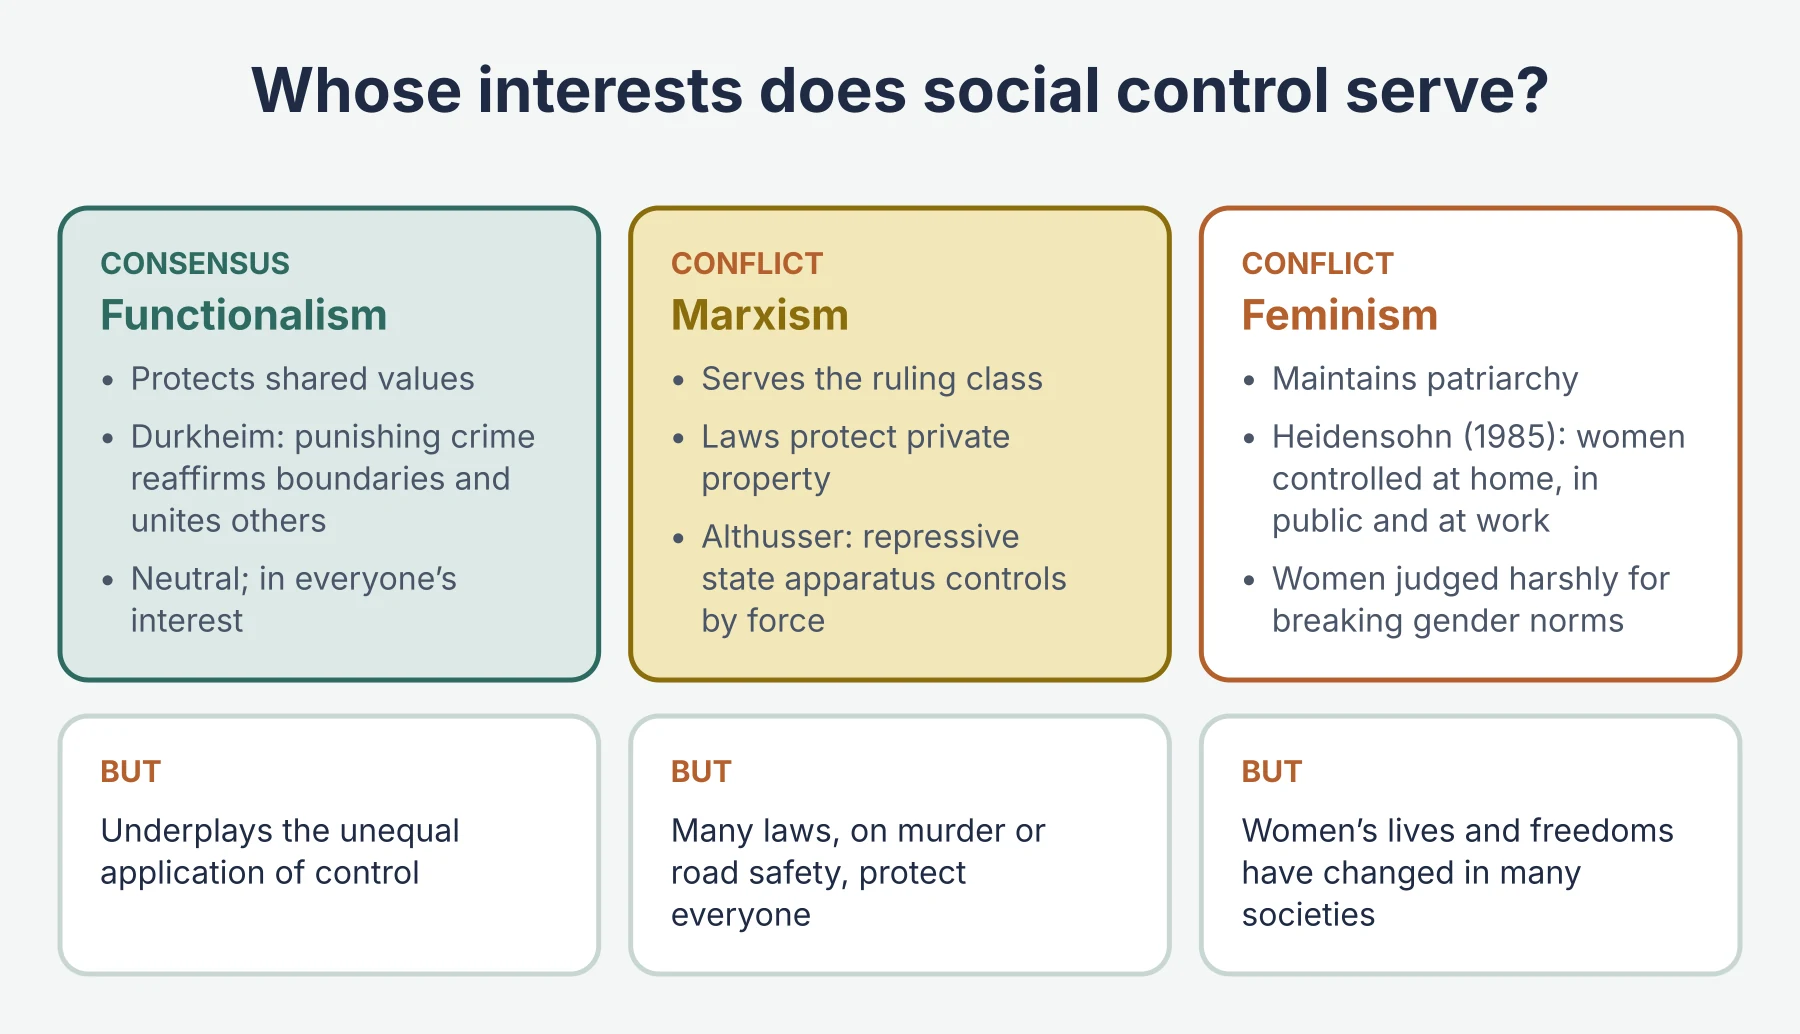 Whose interests does social control serve?
CONSENSUS
Functionalism
• Protects shared values
• Durkheim: punishing crime
reaffirms boundaries and
unites others
• Neutral; in everyone’s
interest
CONFLICT
Marxism
• Serves the ruling class
• Laws protect private
property
• Althusser: repressive
state apparatus controls
by force
CONFLICT
Feminism
• Maintains patriarchy
• Heidensohn (1985): women
controlled at home, in
public and at work
• Women judged harshly for
breaking gender norms
BUT
Underplays the unequal
application of control
BUT
Many laws, on murder or
road safety, protect
everyone
BUT
Women’s lives and freedoms
have changed in many
societies